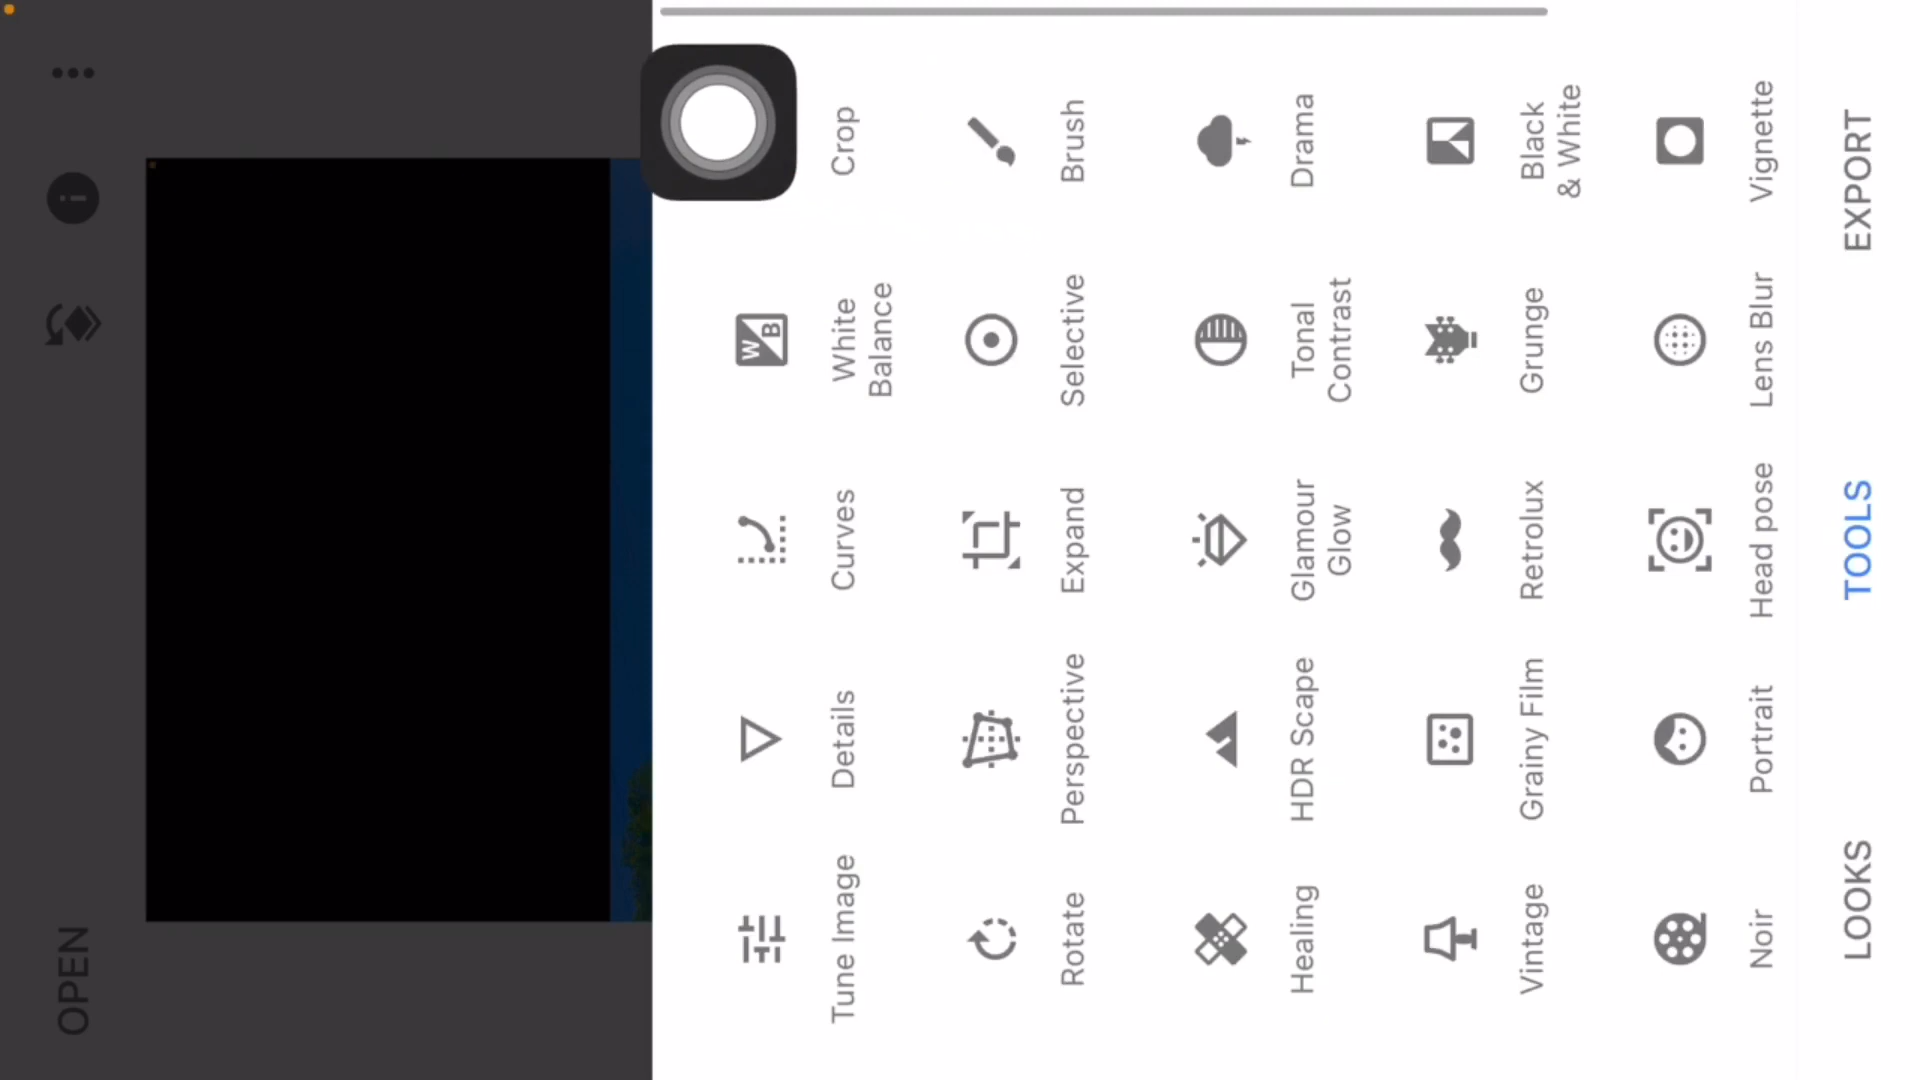 OPEN
Tune Image
Details
Curves
W
B
White
Balance
Crop
Rotate
Perspective
Expand
Selective
Brush
Healing
HDR Scape
Glamour
Glow
Tonal
Contrast
Drama
Vintage
Grainy Film
Retrolux
Grunge
Black
& White
Noir
Portrait
Head pose
Lens Blur
Vignette
LOOKS
TOOLS
EXPORT